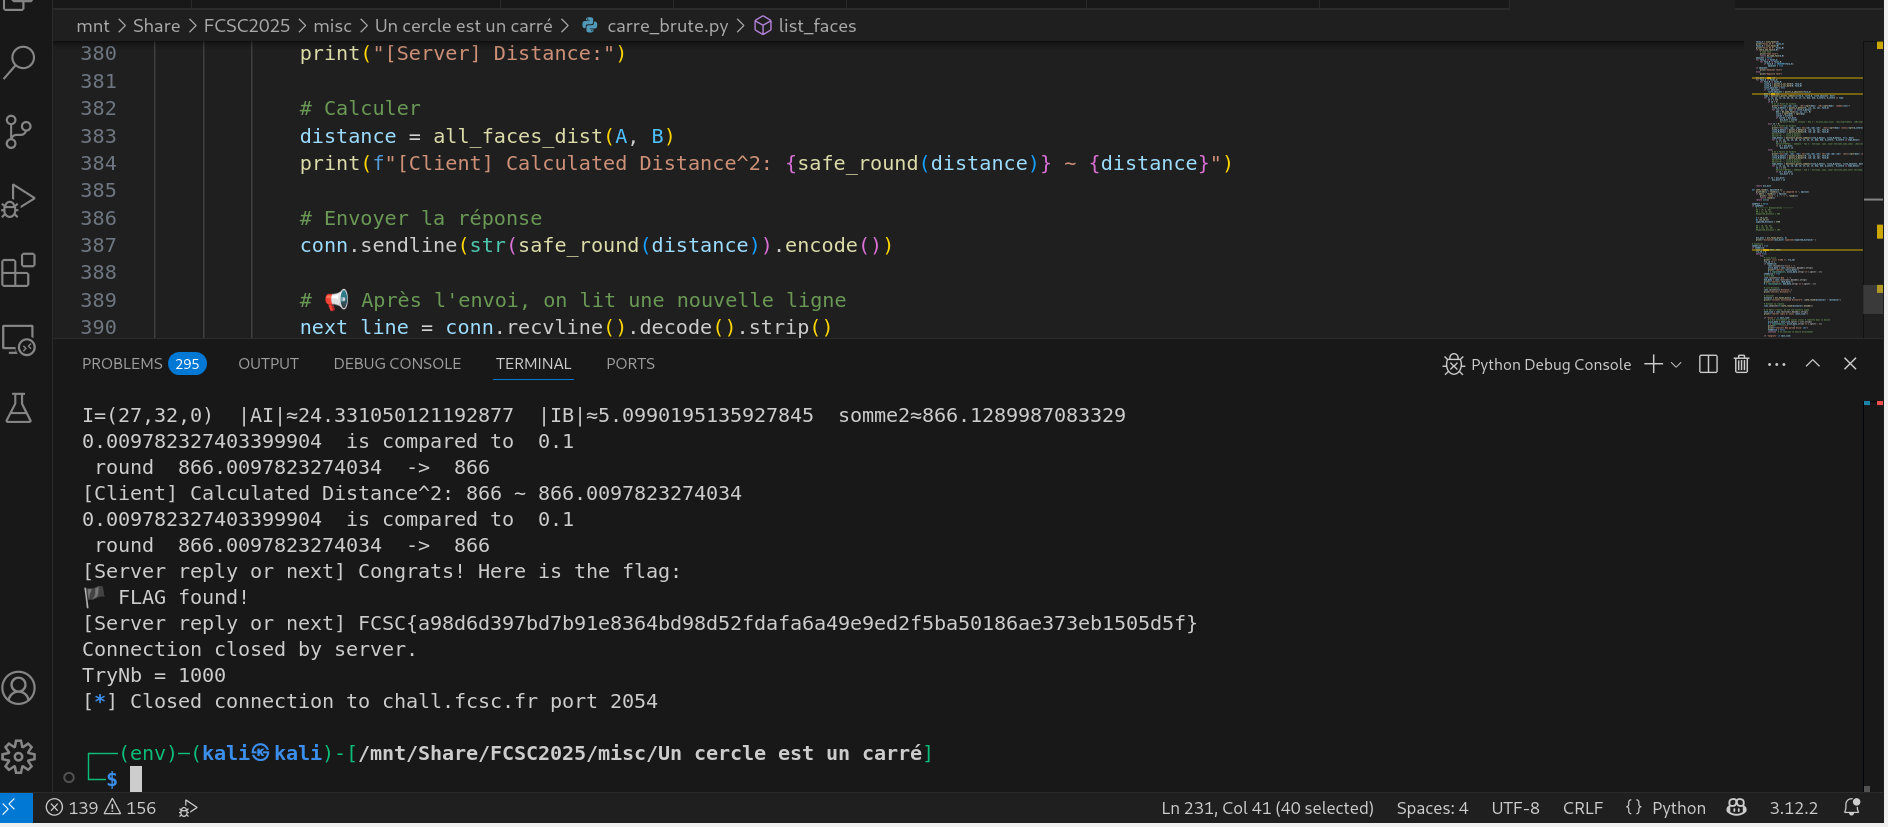 mnt > Share > FCSC2025 > misc > Un cercle est un carré > carre_brute.py > list_faces
380 print("[Server] Distance:")
381
382 # Calculer
383 distance = all_faces_dist(A, B)
384 print(f"[Client] Calculated Distance^2: {safe_round(distance)} ~ {distance}")
385
386 # Envoyer la réponse
387 conn.sendline(str(safe_round(distance)).encode())
388
389 # 📢 Après l'envoi, on lit une nouvelle ligne
390 next line = conn.recvline().decode().strip()
PROBLEMS 295 OUTPUT DEBUG CONSOLE TERMINAL PORTS Python Debug Console
I=(27,32,0)  |AI|≈24.331050121192877  |IB|≈5.0990195135927845  somme2≈866.1289987083329
0.009782327403399904  is compared to  0.1
 round  866.0097823274034  ->  866
[Client] Calculated Distance^2: 866 ~ 866.0097823274034
0.009782327403399904  is compared to  0.1
 round  866.0097823274034  ->  866
[Server reply or next] Congrats! Here is the flag:
🏴 FLAG found!
[Server reply or next] FCSC{a98d6d397bd7b91e8364bd98d52fdafa6a49e9ed2f5ba50186ae373eb1505d5f}
Connection closed by server.
TryNb = 1000
[*] Closed connection to chall.fcsc.fr port 2054
┌──(env)─(kali㉿kali)-[/mnt/Share/FCSC2025/misc/Un cercle est un carré]
└─$
139 156 Ln 231, Col 41 (40 selected) Spaces: 4 UTF-8 CRLF {} Python 3.12.2